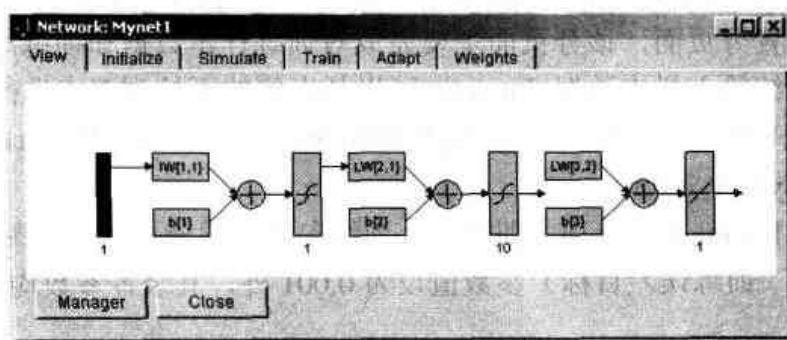 Network: Mynet1
View Initialize Simulate Train Adapt Weights
IW{1,1} LW{2,1} LW{3,2}
b{1} b{2} b{3}
1 1 10 1
Manager Close